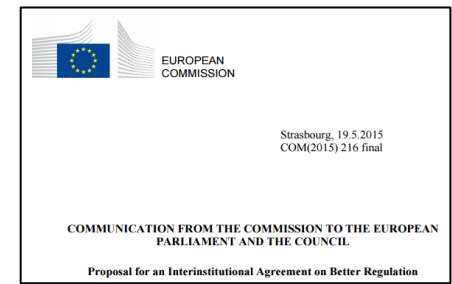 EUROPEAN
COMMISSION
Strasbourg, 19.5.2015
COM(2015) 216 final
COMMUNICATION FROM THE COMMISSION TO THE EUROPEAN
PARLIAMENT AND THE COUNCIL
Proposal for an Interinstitutional Agreement on Better Regulation